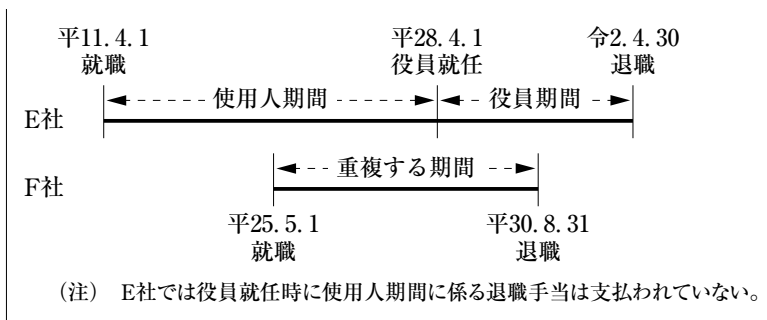 平11. 4. 1 平28. 4. 1 令2. 4. 30
就職 役員就任 退職
使用人期間 役員期間
E社
重複する期間
F社
平25. 5. 1 平30. 8. 31
就職 退職
(注) E社では役員就任時に使用人期間に係る退職手当は支払われていない。